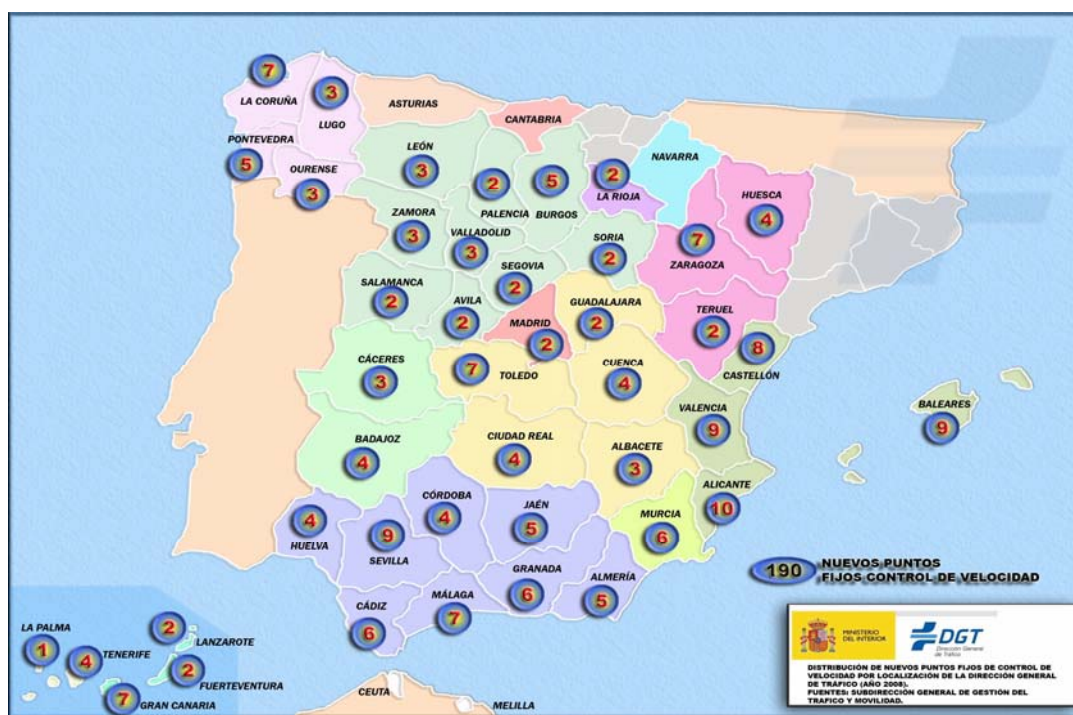 7
LA CORUÑA
3
LUGO
ASTURIAS
CANTABRIA
PONTEVEDRA
5
OURENSE
3
LEÓN
3
2
PALENCIA
5
BURGOS
2
LA RIOJA
NAVARRA
HUESCA
4
ZAMORA
3
VALLADOLID
3
SORIA
2
7
ZARAGOZA
SALAMANCA
2
AVILA
2
SEGOVIA
2
MADRID
2
GUADALAJARA
2
TERUEL
2
8
CASTELLÓN
CÁCERES
3
7
TOLEDO
CUENCA
4
VALENCIA
9
BALEARES
9
BADAJOZ
4
CIUDAD REAL
4
ALBACETE
3
ALICANTE
10
4
HUELVA
9
SEVILLA
CÓRDOBA
4
JAÉN
5
MURCIA
6
CÁDIZ
6
MÁLAGA
7
GRANADA
6
ALMERÍA
5
190 NUEVOS PUNTOS
FIJOS CONTROL DE VELOCIDAD
LA PALMA
1
4
TENERIFE
2
LANZAROTE
2
FUERTEVENTURA
7
GRAN CANARIA
CEUTA
MELILLA
MINISTERIO
DEL INTERIOR
DGT
Dirección General
de Tráfico
DISTRIBUCIÓN DE NUEVOS PUNTOS FIJOS DE CONTROL DE
VELOCIDAD POR LOCALIZACIÓN DE LA DIRECCIÓN GENERAL
DE TRÁFICO (AÑO 2008).
FUENTES: SUBDIRECCIÓN GENERAL DE GESTIÓN DEL
TRAFICO Y MOVILIDAD.